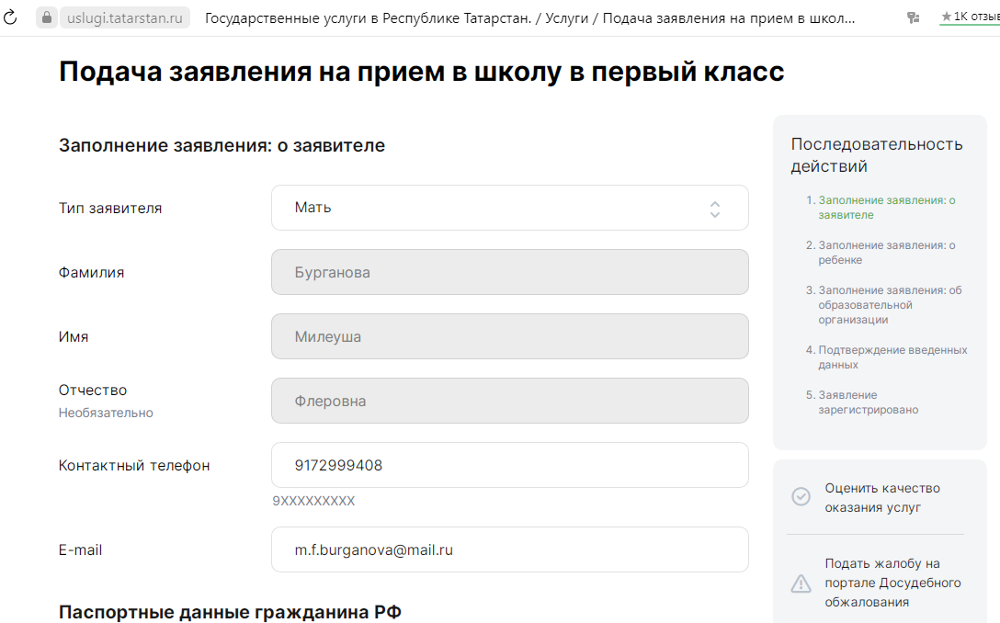 uslugi.tatarstan.ru
Государственные услуги в Республике Татарстан. / Услуги / Подача заявления на прием в школ...
1K отзыв
Подача заявления на прием в школу в первый класс
Заполнение заявления: о заявителе
Тип заявителя
Мать
Фамилия
Бурганова
Имя
Милеуша
Отчество
Необязательно
Флеровна
Контактный телефон
9172999408
9XXXXXXXXX
E-mail
m.f.burganova@mail.ru
Паспортные данные гражданина РФ
Последовательность
действий
1. Заполнение заявления: о
заявителе
2. Заполнение заявления: о
ребенке
3. Заполнение заявления: об
образовательной
организации
4. Подтверждение введенных
данных
5. Заявление
зарегистрировано
Оценить качество
оказания услуг
Подать жалобу на
портале Досудебного
обжалования